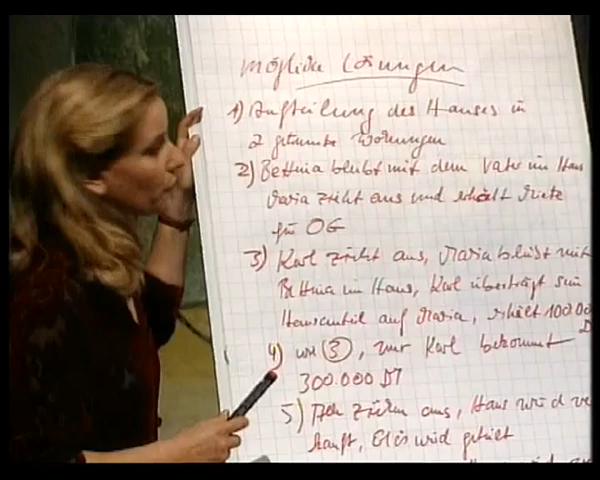 Mögliche Lösungen
1) Aufteilung des Hauses in
2 getrennte Wohnungen
2) Bettina bleibt mit dem Vater im Haus
Maria zieht aus und erhält Miete
für OG
3) Karl zieht aus, Maria bleibt mit
Bettina im Haus, Karl überträgt sein
Hausanteil auf Maria, erhält 100.00
4) wie 3, nur Karl bekommt
300.000 DM
5) Alle ziehen aus, Haus wird ve
kauft, Erlös wird geteilt